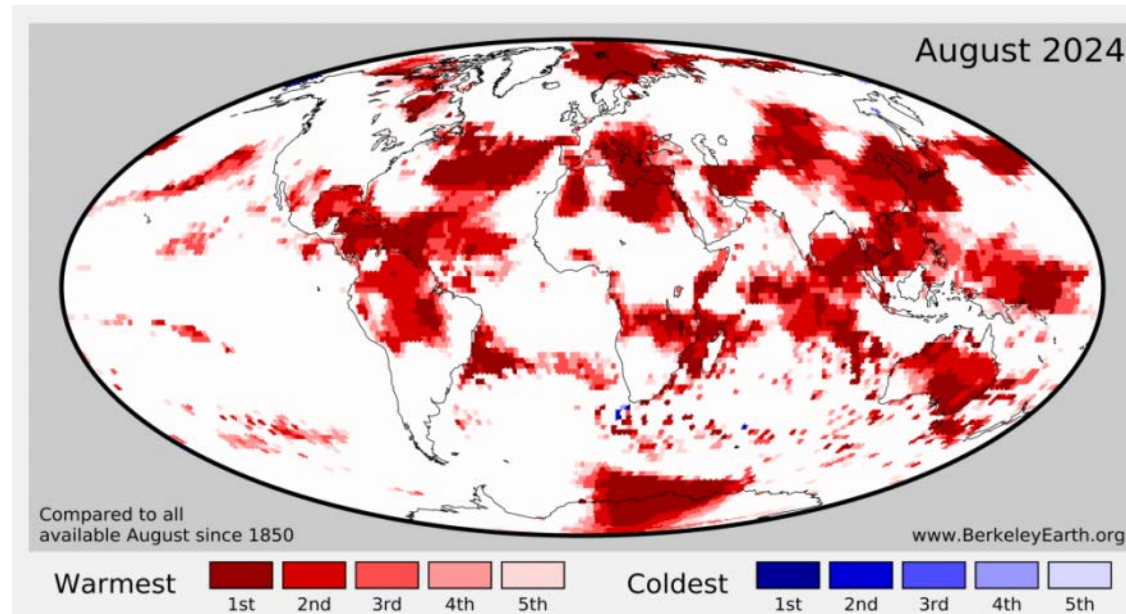 August 2024
Compared to all
available August since 1850
www.BerkeleyEarth.org
Warmest 1st 2nd 3rd 4th 5th
Coldest 1st 2nd 3rd 4th 5th